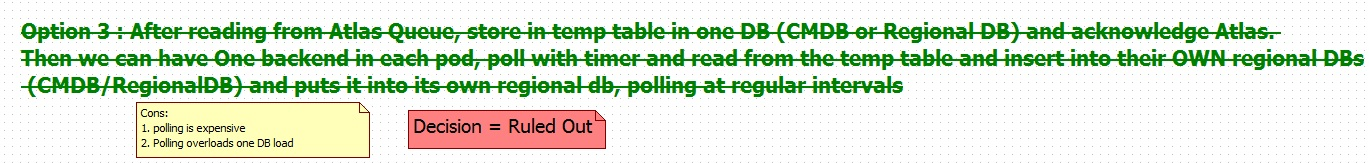 Option 3 : After reading from Atlas Queue, store in temp table in one DB (CMDB or Regional DB) and acknowledge Atlas.
Then we can have One backend in each pod, poll with timer and read from the temp table and insert into their OWN regional DBs
(CMDB/RegionalDB) and puts it into its own regional db, polling at regular intervals
Cons:
1. polling is expensive
2. Polling overloads one DB load
Decision = Ruled Out